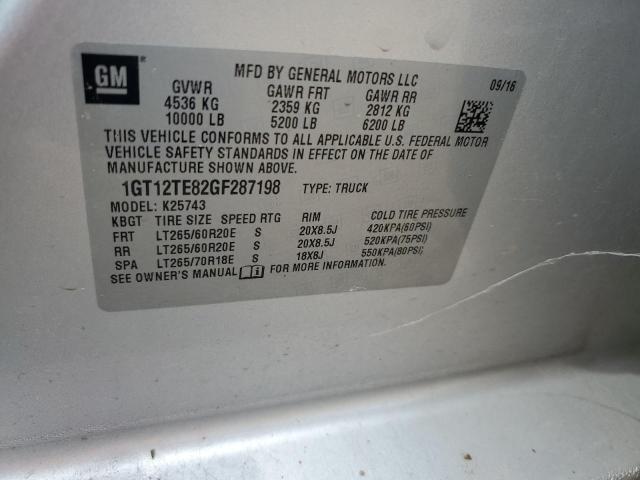 GM
MFD BY GENERAL MOTORS LLC
09/16
GVWR GAWR FRT GAWR RR
4536 KG 2359 KG 2812 KG
10000 LB 5200 LB 6200 LB
THIS VEHICLE CONFORMS TO ALL APPLICABLE U.S. FEDERAL MOTOR
VEHICLE SAFETY STANDARDS IN EFFECT ON THE DATE OF
MANUFACTURE SHOWN ABOVE.
1GT12TE82GF287198 TYPE: TRUCK
MODEL: K25743
KBGT TIRE SIZE SPEED RTG RIM COLD TIRE PRESSURE
FRT LT265/60R20E S 20X8.5J 420KPA(60PSI)
RR LT265/60R20E S 20X8.5J 520KPA(75PSI)
SPA LT265/70R18E S 18X8J 550KPA(80PSI)
SEE OWNER'S MANUAL FOR MORE INFORMATION.